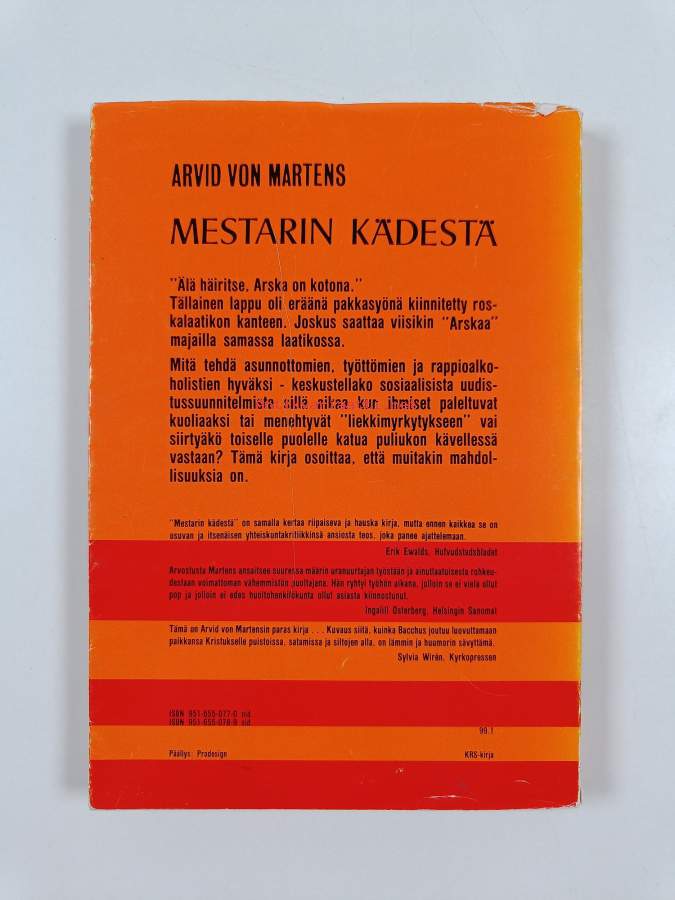 ARVID VON MARTENS
MESTARIN KÄDESTÄ
"Älä häiritse, Arska on kotona."
Tällainen lappu oli eräänä pakkasyönä kiinnitetty ros-
kalaatikon kanteen. Joskus saattaa viisikin "Arskaa"
majailla samassa laatikossa.
Mitä tehdä asunnottomien, työttömien ja rappioalko-
holistien hyväksi - keskustellako sosiaalisista uudis-
tussuunnitelmista sillä aikaa kun ihmiset paleltuvat
kuoliaaksi tai menehtyvät "liekkimyrkytykseen" vai
siirtyäkö toiselle puolelle katua puliukon kävellessä
vastaan? Tämä kirja osoittaa, että muitakin mahdol-
lisuuksia on.
"Mestarin kädestä" on samalla kertaa riipaiseva ja hauska kirja, mutta ennen kaikkea se on
osuvan ja itsenäisen yhteiskuntakritiikkinsä ansiosta teos, joka panee ajattelemaan.
Erik Ewalds, Hufvudstadsbladet
Arvostusta Martens ansaitsee suuressa määrin uranuurtajan työstään ja ainutlaatuisesta rohkeu-
destaan voimattoman vähemmistön puoltajana. Hän ryhtyi työhön aikana, jolloin se ei vielä ollut
pop ja jolloin ei edes huoltohenkilökunta ollut asiasta kiinnostunut.
Ingalill Österberg, Helsingin Sanomat
Tämä on Arvid von Martensin paras kirja . . . Kuvaus siitä, kuinka Bacchus joutuu luovuttamaan
paikkansa Kristukselle puistoissa, satamissa ja siltojen alla, on lämmin ja huumorin sävyttämä.
Sylvia Wirén, Kyrkopressen
ISBN 951-655-077-0 nid.
ISBN 951-655-078-9 sid.
99.1
Päällys: Prodesign
KRS-kirja